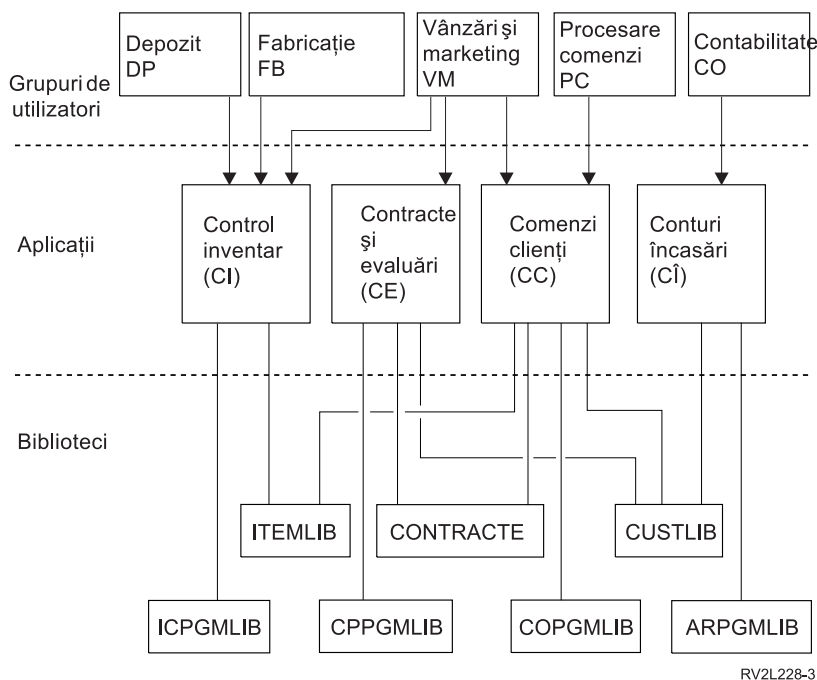 Depozit
DP
Fabricație
FB
Vânzări și
marketing
VM
Procesare
comenzi
PC
Contabilitate
CO
Grupuri de
utilizatori
Aplicații
Control
inventar
(CI)
Contracte
și
evaluări
(CE)
Comenzi
clienți
(CC)
Conturi
încasări
(CÎ)
Biblioteci
ITEMLIB
CONTRACTE
CUSTLIB
ICPGMLIB
CPPGMLIB
COPGMLIB
ARPGMLIB
RV2L228-3